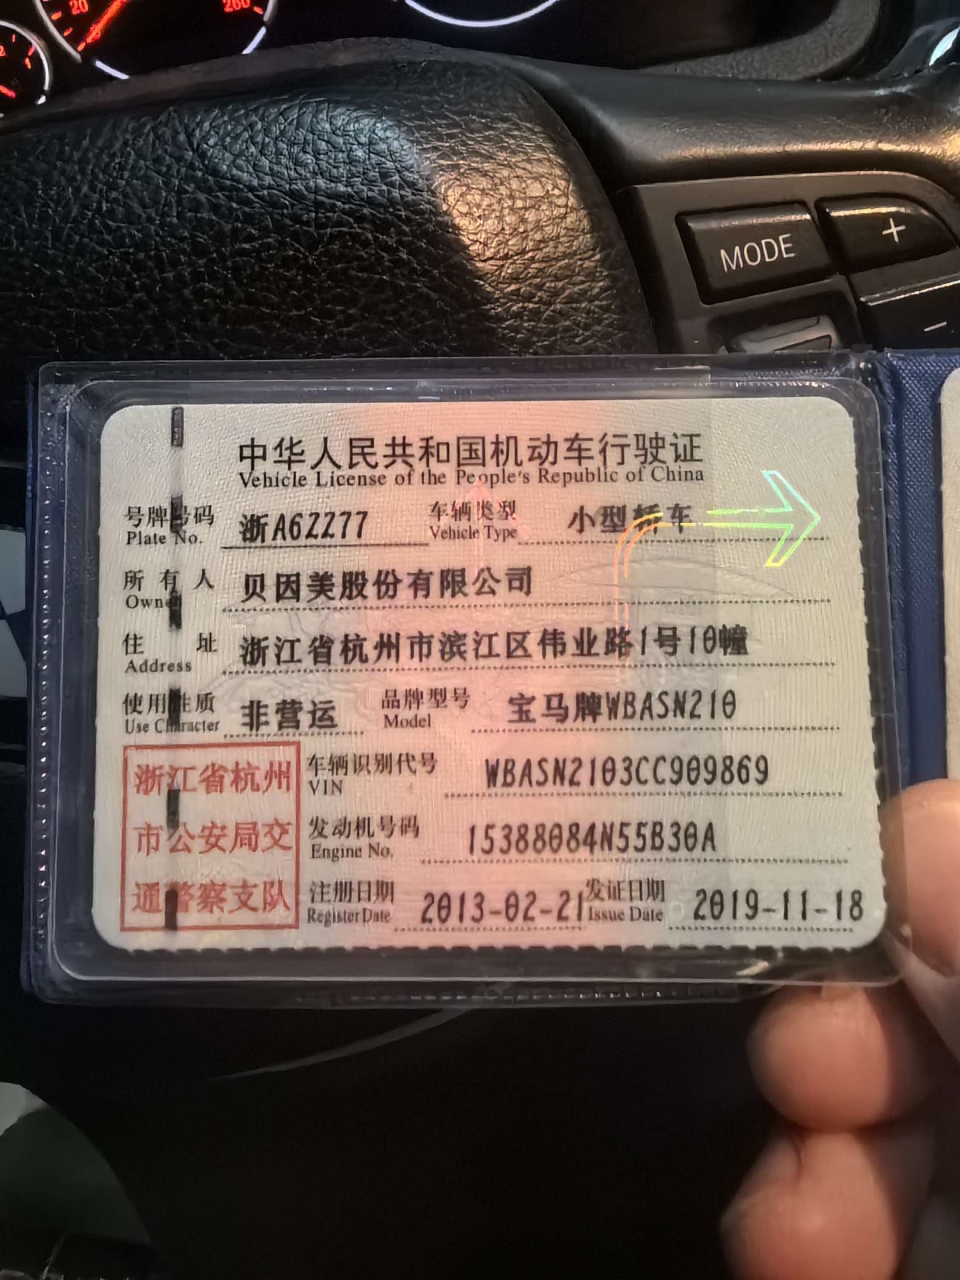 20
260
MODE
+
−
中华人民共和国机动车行驶证
Vehicle License of the People's Republic of China
号牌号码 浙A6Z277 车辆类型 小型轿车
Plate No. Vehicle Type
所有人 贝因美股份有限公司
Owner
住址 浙江省杭州市滨江区伟业路1号10幢
Address
使用性质 非营运 品牌型号 宝马牌WBASN210
Use Character Model
浙江省杭州 车辆识别代号 WBASN2103CC909869
VIN
市公安局交 发动机号码 15388084N55B30A
Engine No.
通警察支队 注册日期 2013-02-21 发证日期 2019-11-18
Register Date Issue Date